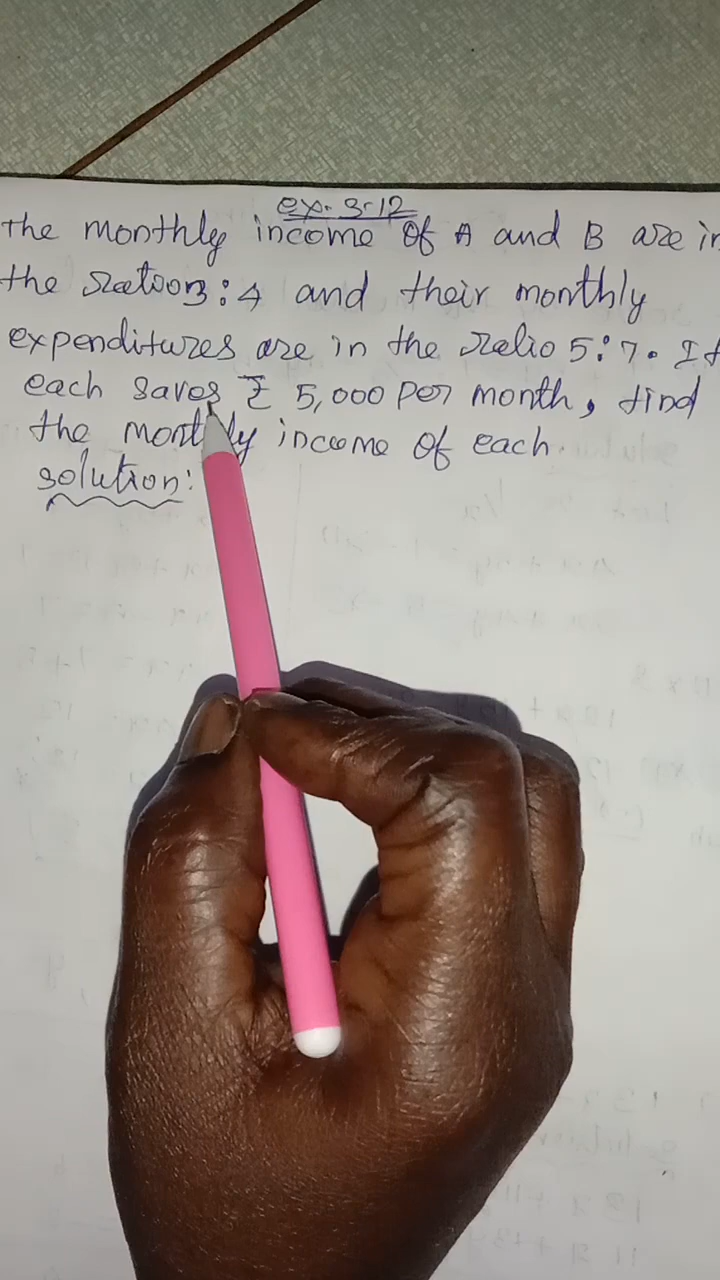 ex. 3.12
The monthly income of A and B are in
the ratio 3:4 and their monthly
expenditures are in the ratio 5:7. If
each saves ₹ 5,000 per month, find
the monthly income of each.
solution: